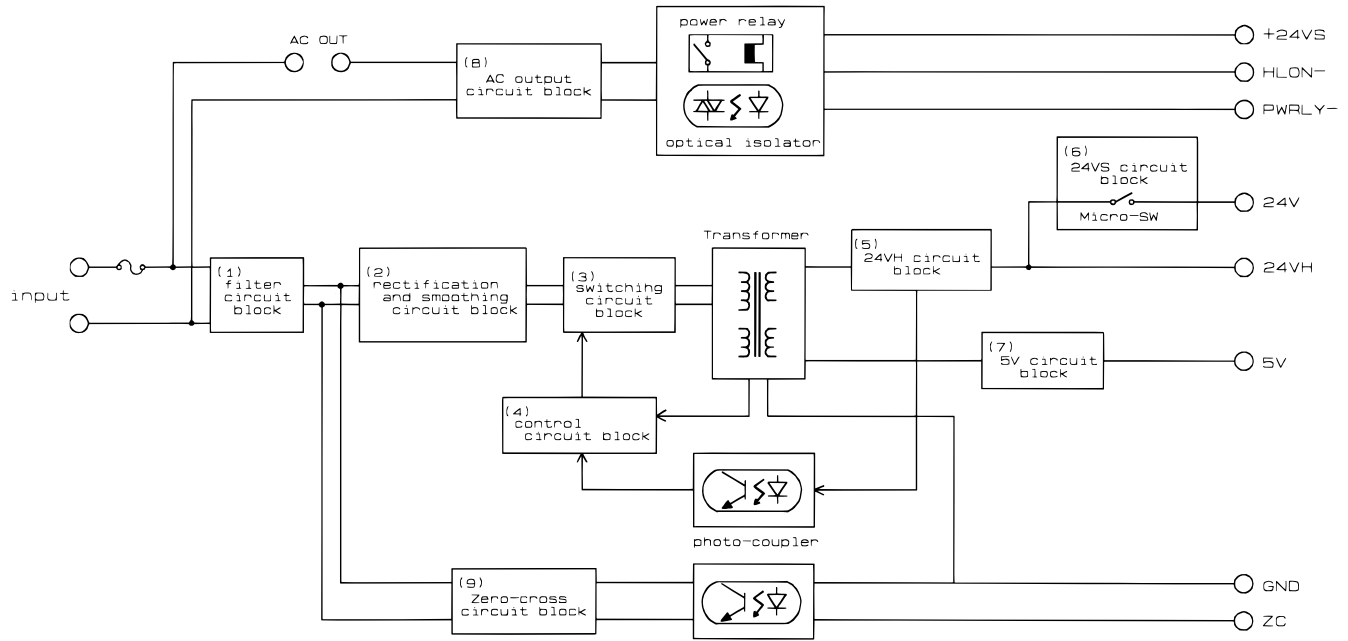 power relay
+24VS
AC OUT
(8)
AC output
circuit block
HLON-
PWRLY-
optical isolator
(6)
24VS circuit
block
Micro-SW
24V
Transformer
(5)
24VH circuit
block
24VH
input
(1)
filter
circuit
block
(2)
rectification
and smoothing
circuit block
(3)
switching
circuit
block
(7)
5V circuit
block
5V
(4)
control
circuit block
photo-coupler
(9)
Zero-cross
circuit block
GND
ZC